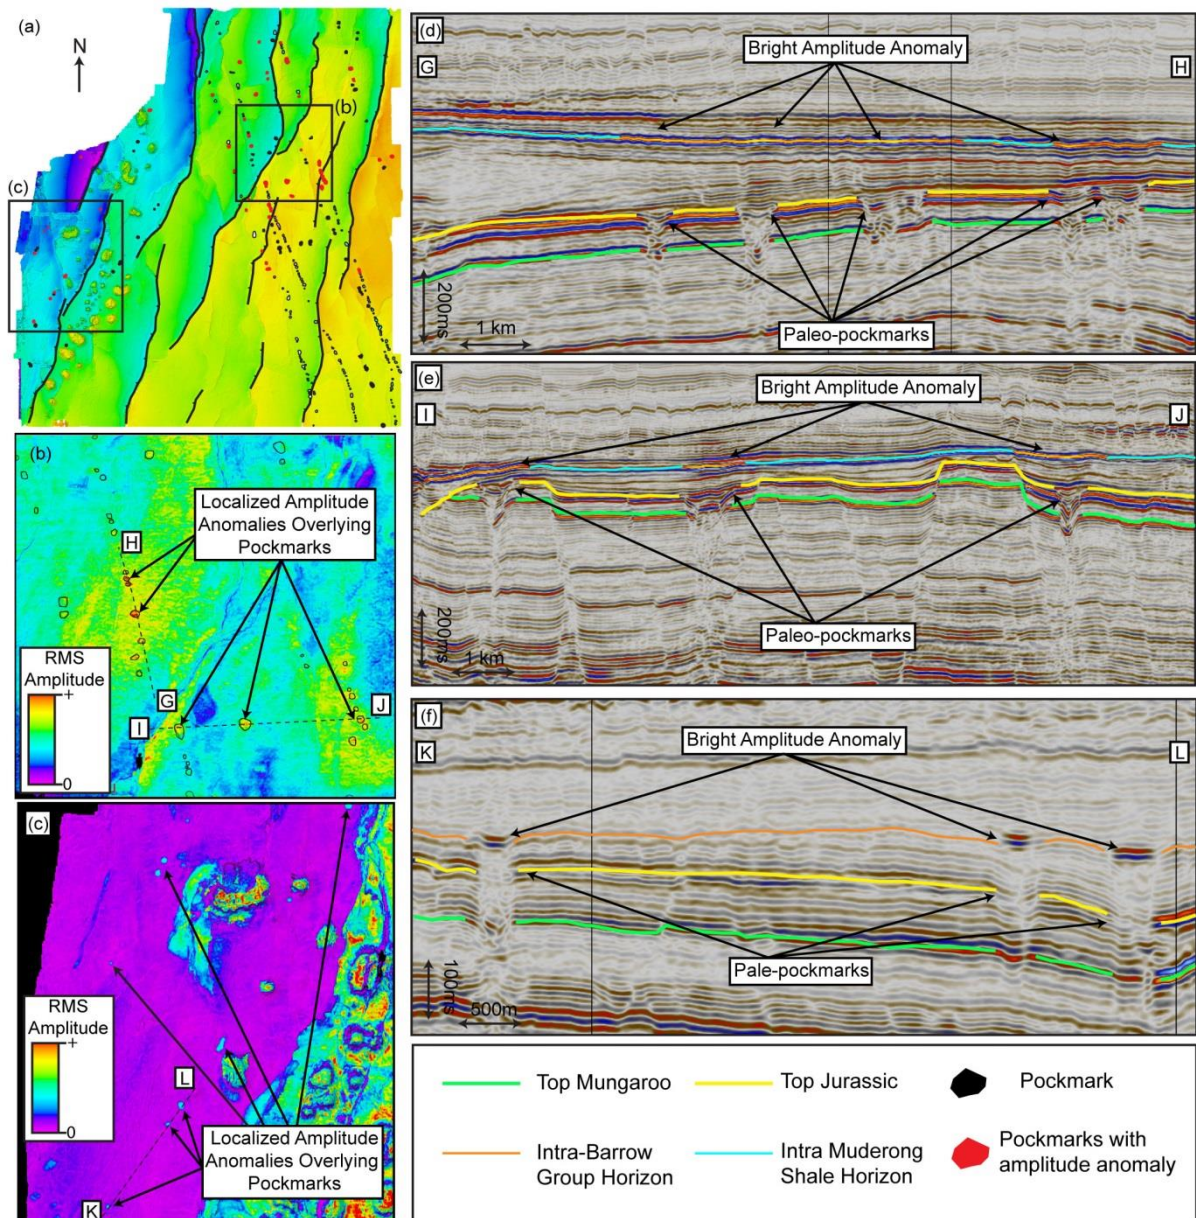 (a)
N
(b)
(c)
(b)
Localized Amplitude
Anomalies Overlying
Pockmarks
H
RMS
Amplitude
+
0
G
I
J
(c)
RMS
Amplitude
+
0
L
Localized Amplitude
Anomalies Overlying
Pockmarks
K
(d)
G
H
Bright Amplitude Anomaly
Paleo-pockmarks
200ms
1 km
(e)
I
J
Bright Amplitude Anomaly
Paleo-pockmarks
200ms
1 km
(f)
K
L
Bright Amplitude Anomaly
Pale-pockmarks
100ms
500m
Top Mungaroo
Top Jurassic
Pockmark
Intra-Barrow
Group Horizon
Intra Muderong
Shale Horizon
Pockmarks with
amplitude anomaly